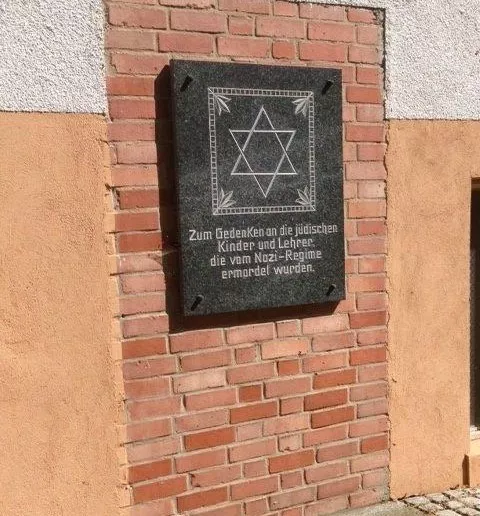 Zum Gedenken an die jüdischen
Kinder und Lehrer,
die vom Nazi-Regime
ermordet wurden.